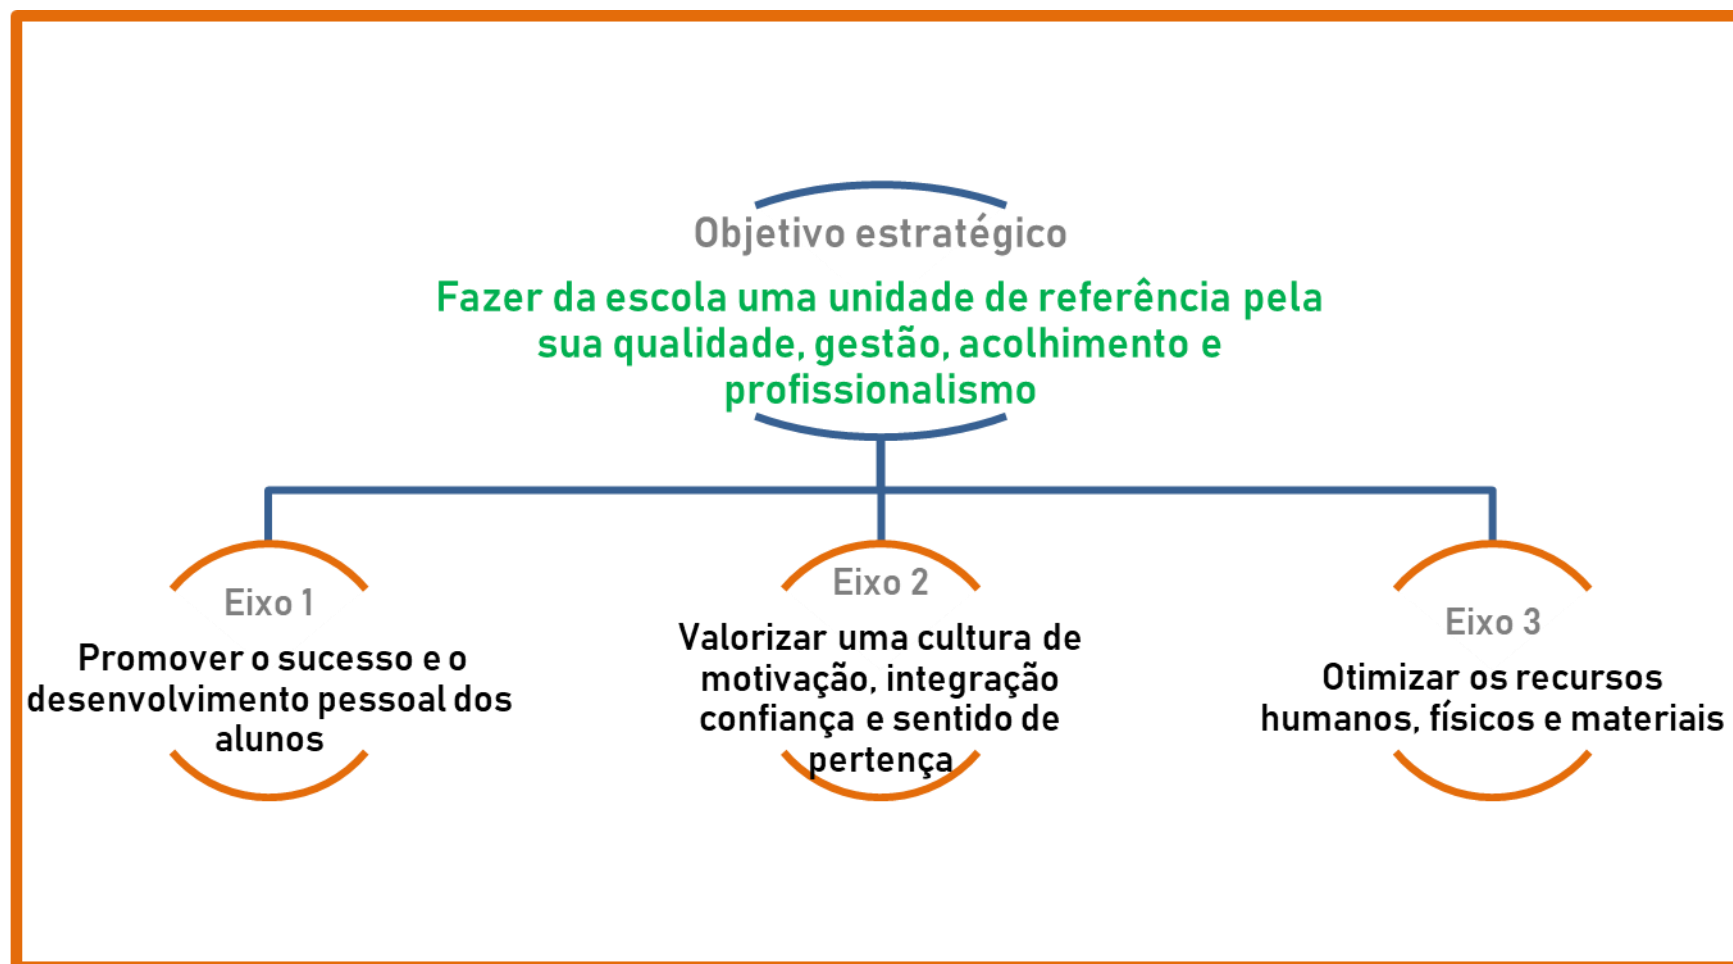 Objetivo estratégico
Fazer da escola uma unidade de referência pela
sua qualidade, gestão, acolhimento e
profissionalismo
Eixo 1
Promover o sucesso e o
desenvolvimento pessoal dos
alunos
Eixo 2
Valorizar uma cultura de
motivação, integração
confiança e sentido de
pertença
Eixo 3
Otimizar os recursos
humanos, físicos e materiais